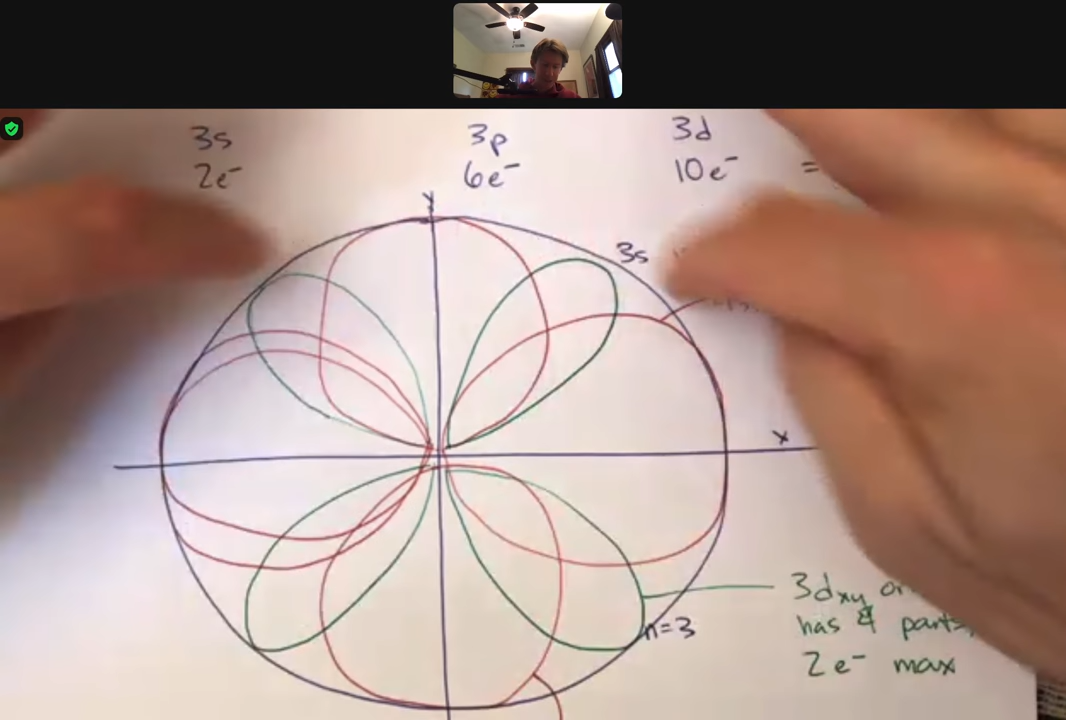 3s 3p 3d
2e⁻ 6e⁻ 10e⁻ =
y
3s
x
3dxy
n=3
has 4 parts,
2e⁻ max